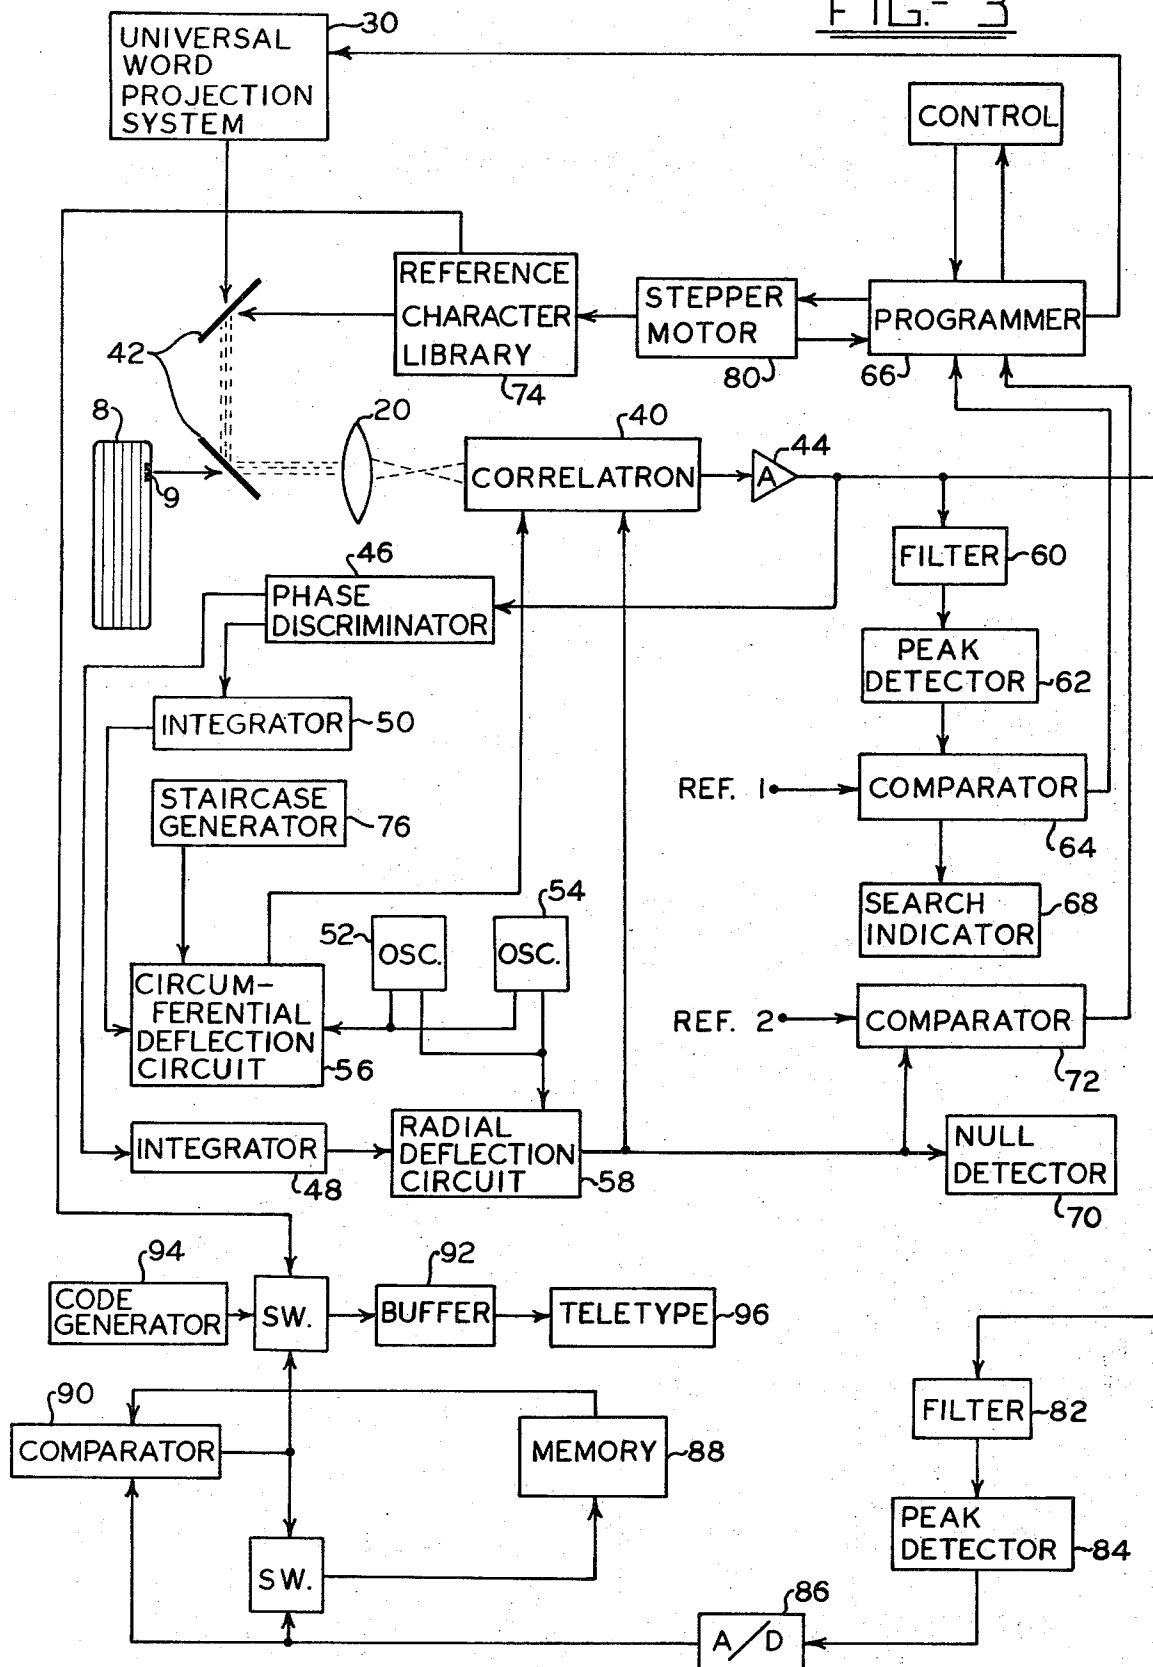 FIG.- 3
30
UNIVERSAL
WORD
PROJECTION
SYSTEM
CONTROL
REFERENCE
CHARACTER
LIBRARY
74
STEPPER
MOTOR
80
PROGRAMMER
66
42
8
9
20
40
CORRELATRON
44
A
46
PHASE
DISCRIMINATOR
FILTER
60
PEAK
DETECTOR
62
INTEGRATOR
50
REF. 1
COMPARATOR
64
STAIRCASE
GENERATOR
76
SEARCH
INDICATOR
68
52
OSC.
54
OSC.
CIRCUM-
FERENTIAL
DEFLECTION
CIRCUIT
56
REF. 2
COMPARATOR
72
INTEGRATOR
48
RADIAL
DEFLECTION
CIRCUIT
58
NULL
DETECTOR
70
94
CODE
GENERATOR
SW.
92
BUFFER
TELETYPE
96
90
COMPARATOR
MEMORY
88
FILTER
82
SW.
PEAK
DETECTOR
84
86
A/D